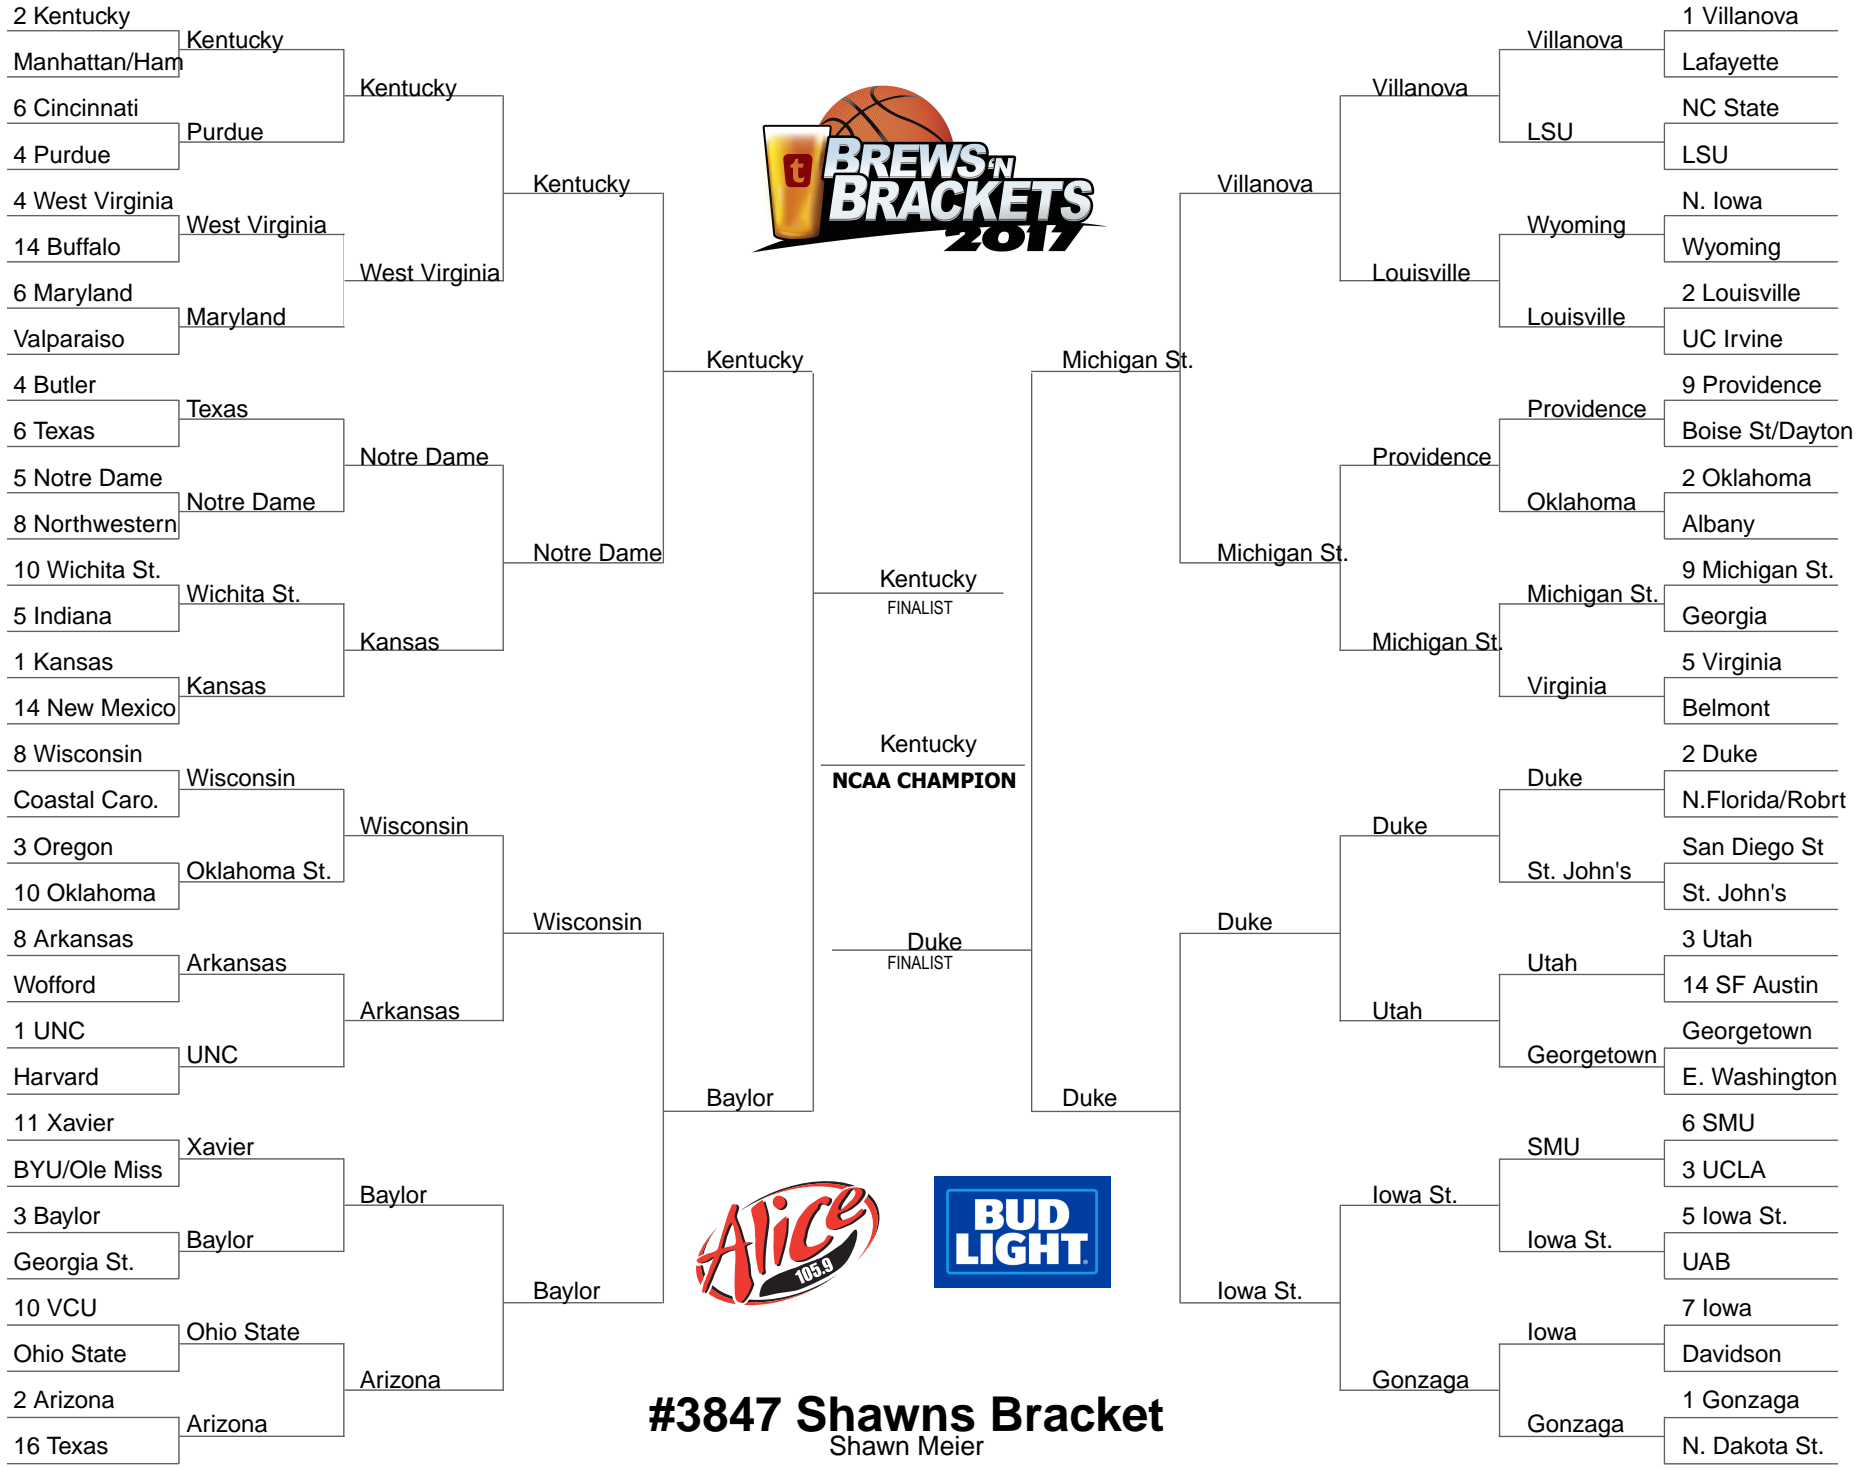 2 Kentucky
Manhattan/Ham
6 Cincinnati
4 Purdue
4 West Virginia
14 Buffalo
6 Maryland
Valparaiso
4 Butler
6 Texas
5 Notre Dame
8 Northwestern
10 Wichita St.
5 Indiana
1 Kansas
14 New Mexico
8 Wisconsin
Coastal Caro.
3 Oregon
10 Oklahoma
8 Arkansas
Wofford
1 UNC
Harvard
11 Xavier
BYU/Ole Miss
3 Baylor
Georgia St.
10 VCU
Ohio State
2 Arizona
16 Texas
Kentucky
Purdue
West Virginia
Maryland
Texas
Notre Dame
Wichita St.
Kansas
Wisconsin
Oklahoma St.
Arkansas
UNC
Xavier
Baylor
Ohio State
Arizona
Kentucky
West Virginia
Notre Dame
Kansas
Wisconsin
Arkansas
Baylor
Arizona
Kentucky
Notre Dame
Wisconsin
Baylor
Kentucky
Baylor
t
BREWS 'N
BRACKETS
2017
Kentucky
FINALIST
Kentucky
NCAA CHAMPION
Duke
FINALIST
Alice
105.9
BUD
LIGHT
#3847 Shawns Bracket
Shawn Meier
Michigan St.
Duke
Villanova
Michigan St.
Duke
Iowa St.
Villanova
Louisville
Providence
Michigan St.
Duke
Utah
Iowa St.
Gonzaga
Villanova
LSU
Wyoming
Louisville
Providence
Oklahoma
Michigan St.
Virginia
Duke
St. John's
Utah
Georgetown
SMU
Iowa St.
Iowa
Gonzaga
1 Villanova
Lafayette
NC State
LSU
N. Iowa
Wyoming
2 Louisville
UC Irvine
9 Providence
Boise St/Dayton
2 Oklahoma
Albany
9 Michigan St.
Georgia
5 Virginia
Belmont
2 Duke
N.Florida/Robrt
San Diego St
St. John's
3 Utah
14 SF Austin
Georgetown
E. Washington
6 SMU
3 UCLA
5 Iowa St.
UAB
7 Iowa
Davidson
1 Gonzaga
N. Dakota St.